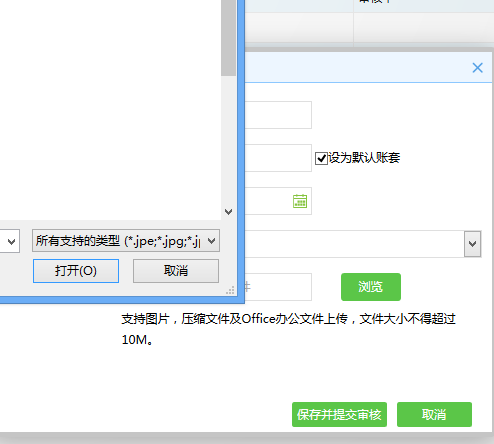 设为默认账套
所有支持的类型 (*.jpe;*.jpg;*.jp
打开(O)
取消
件
浏览
支持图片，压缩文件及Office办公文件上传，文件大小不得超过
10M。
保存并提交审核
取消